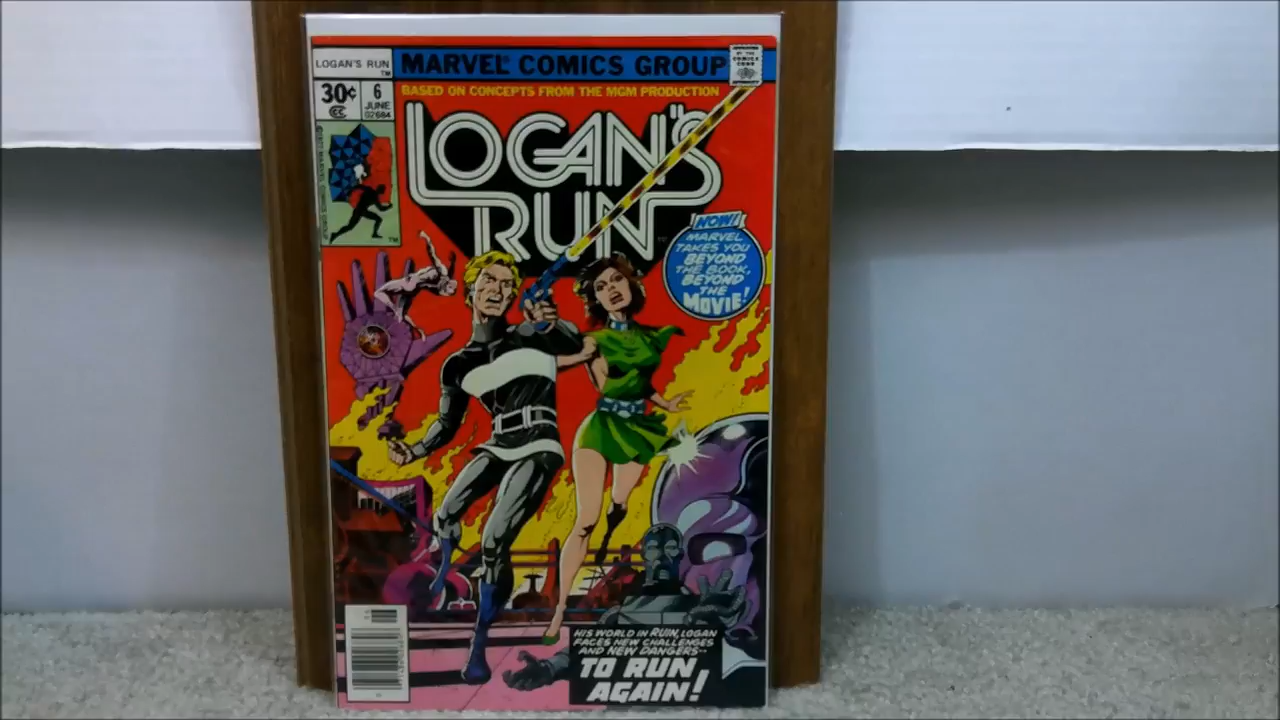 LOGAN'S RUN
TM
MARVEL® COMICS GROUP
30¢
6
JUNE
02684
BASED ON CONCEPTS FROM THE MGM PRODUCTION
LOGAN'S
RUN
TM
NOW!
MARVEL
TAKES YOU
BEYOND
THE BOOK,
BEYOND
THE
MOVIE!
HIS WORLD IN RUIN, LOGAN
FACES NEW CHALLENGES
AND NEW DANGERS--
TO RUN
AGAIN!